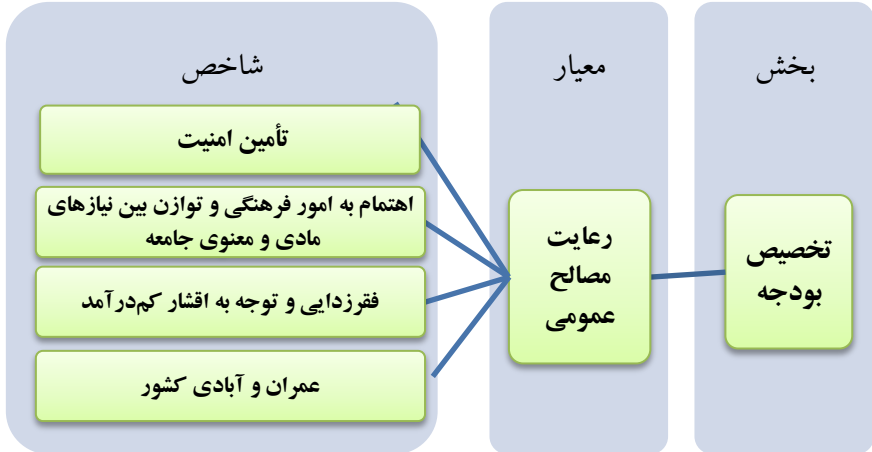 بخش
معیار
شاخص
تخصیص
بودجه
رعایت
مصالح
عمومی
تأمین امنیت
اهتمام به امور فرهنگی و توازن بین نیازهای
مادی و معنوی جامعه
فقرزدایی و توجه به اقشار کم‌درآمد
عمران و آبادی کشور